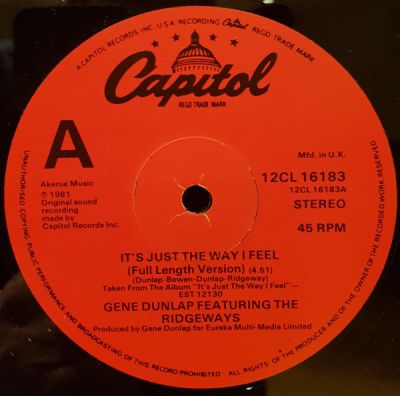 A CAPITOL RECORDS INC. U.S.A RECORDING Capitol REGD TRADE MARK
Capitol
REGD TRADE MARK
A
Mfd. in U.K.
Akerue Music
℗ 1981
Original sound
recording
made by
Capitol Records Inc.
12CL 16183
12CL 16183A
STEREO
45 RPM
IT'S JUST THE WAY I FEEL
(Full Length Version) (4.51)
(Dunlap-Bowen-Dunlap-Ridgeway)
Taken From The Album "It's Just The Way I Feel"—
EST 12130
GENE DUNLAP FEATURING THE
RIDGEWAYS
Produced by Gene Dunlap for Eureka Multi-Media Limited
ALL RIGHTS OF THE PRODUCER AND OF THE OWNER OF THE RECORDED WORK RESERVED
UNAUTHORISED COPYING PUBLIC PERFORMANCE AND BROADCASTING OF THIS RECORD PROHIBITED